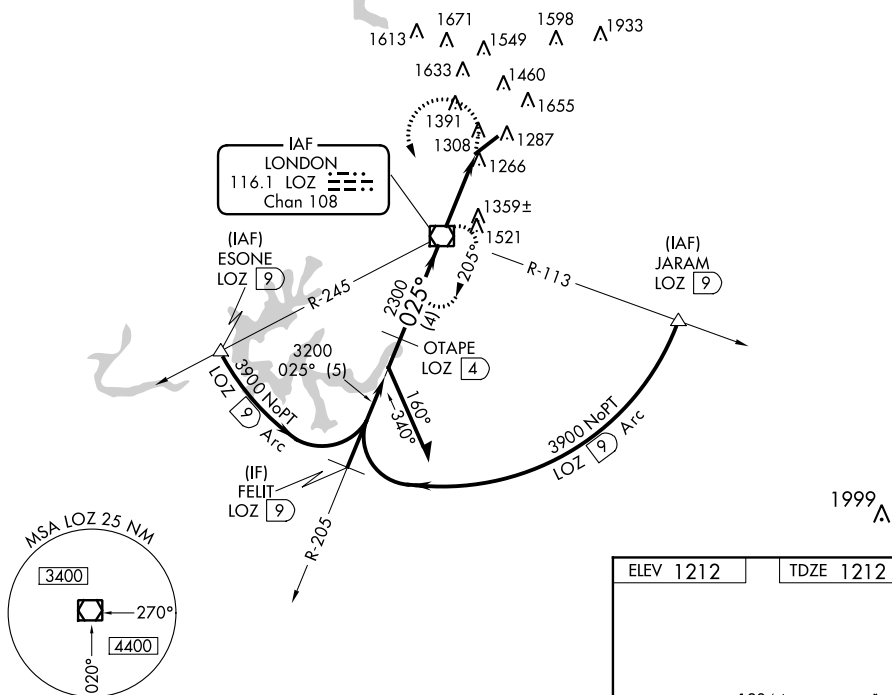 1671
1598
1933
1613
1549
1633
1460
1655
1391
1287
1308
1266
IAF
LONDON
116.1 LOZ
Chan 108
1359±
1521
(IAF)
ESONE
LOZ 9
(IAF)
JARAM
LOZ 9
R-245
R-113
205°
2300
025°
(4)
OTAPE
LOZ 4
3200
025° (5)
3900 NoPT
LOZ 9 Arc
160°
340°
3900 NoPT
LOZ 9 Arc
(IF)
FELIT
LOZ 9
R-205
1999
MSA LOZ 25 NM
3400
270°
4400
020°
ELEV 1212
TDZE 1212